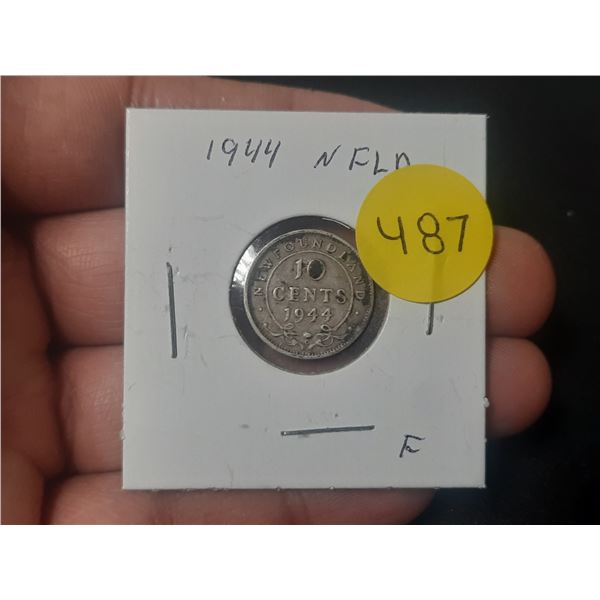 1944 NFLD
487
NEWFOUNDLAND
10
CENTS
1944
C
F